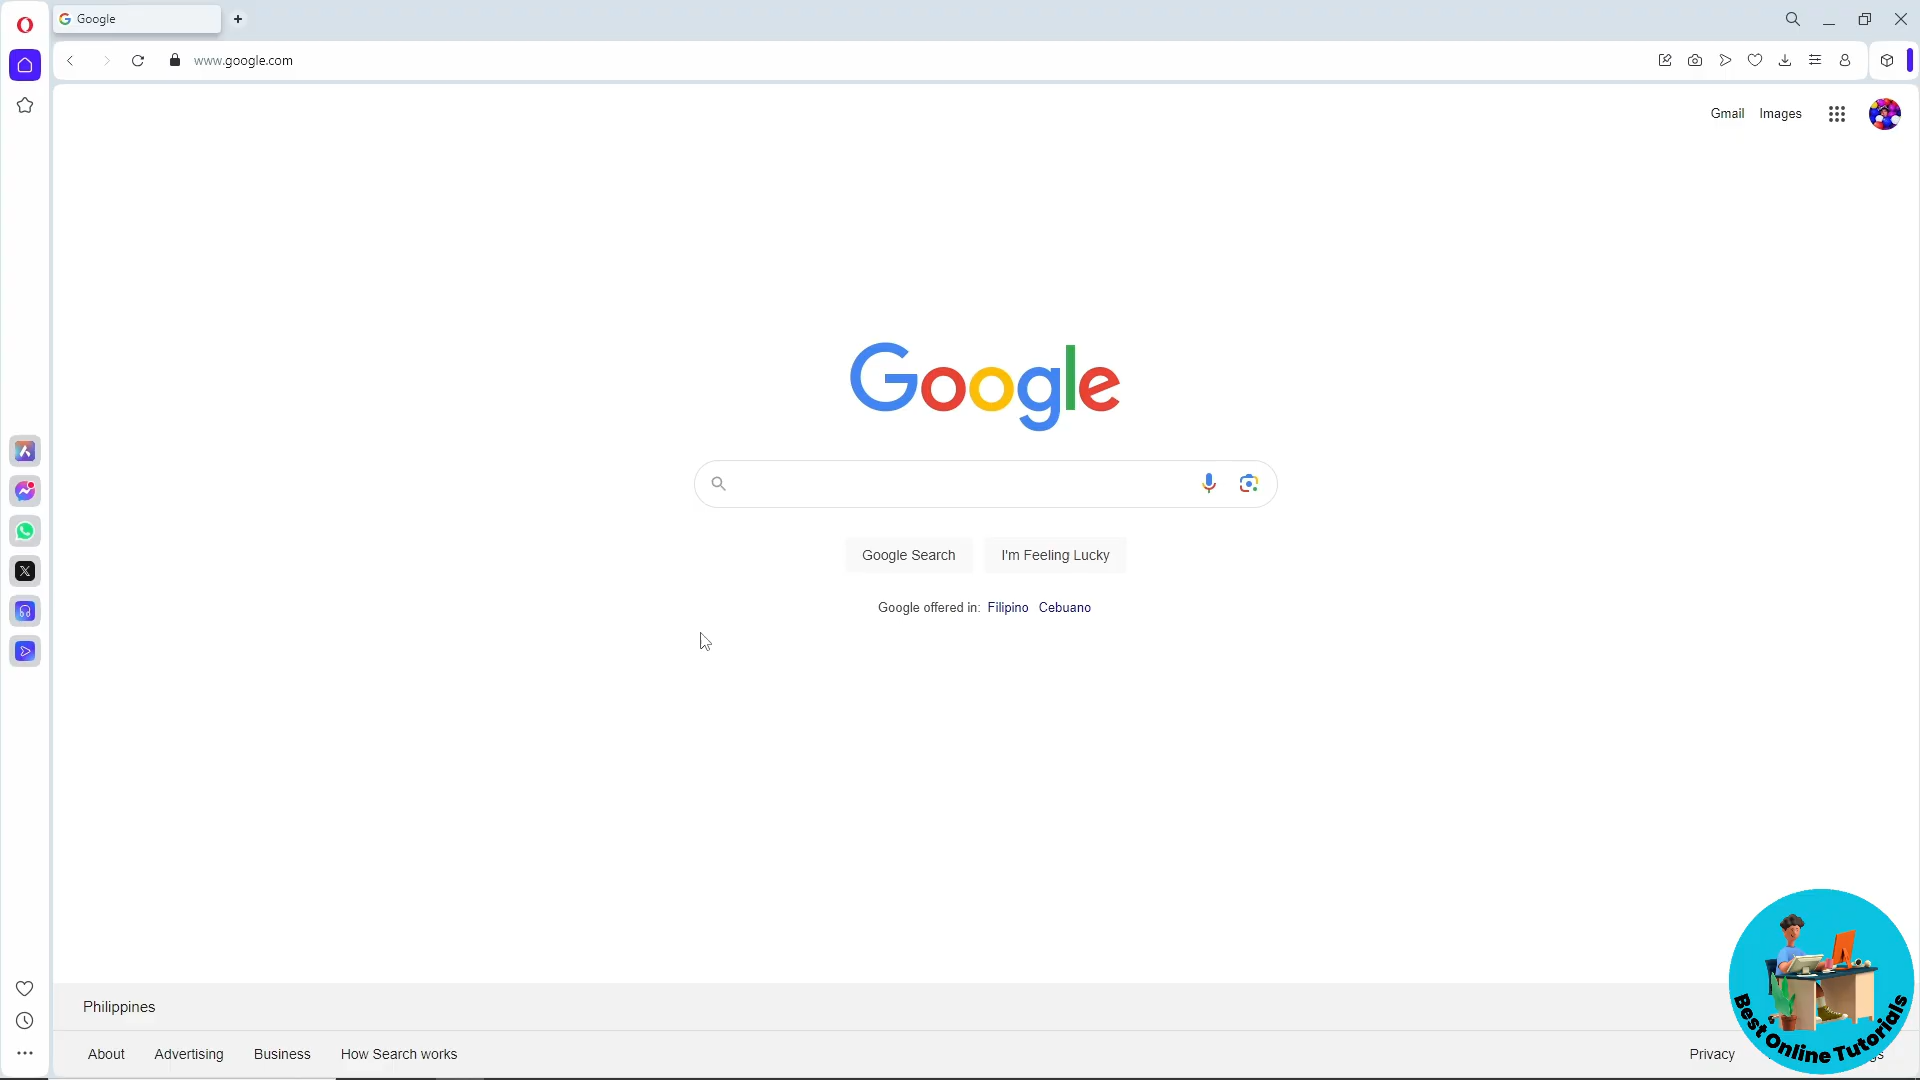 Google
www.google.com
Gmail Images
Google
Google Search I'm Feeling Lucky
Google offered in: Filipino Cebuano
Philippines
About Advertising Business How Search works
Privacy
Best Online Tutorials